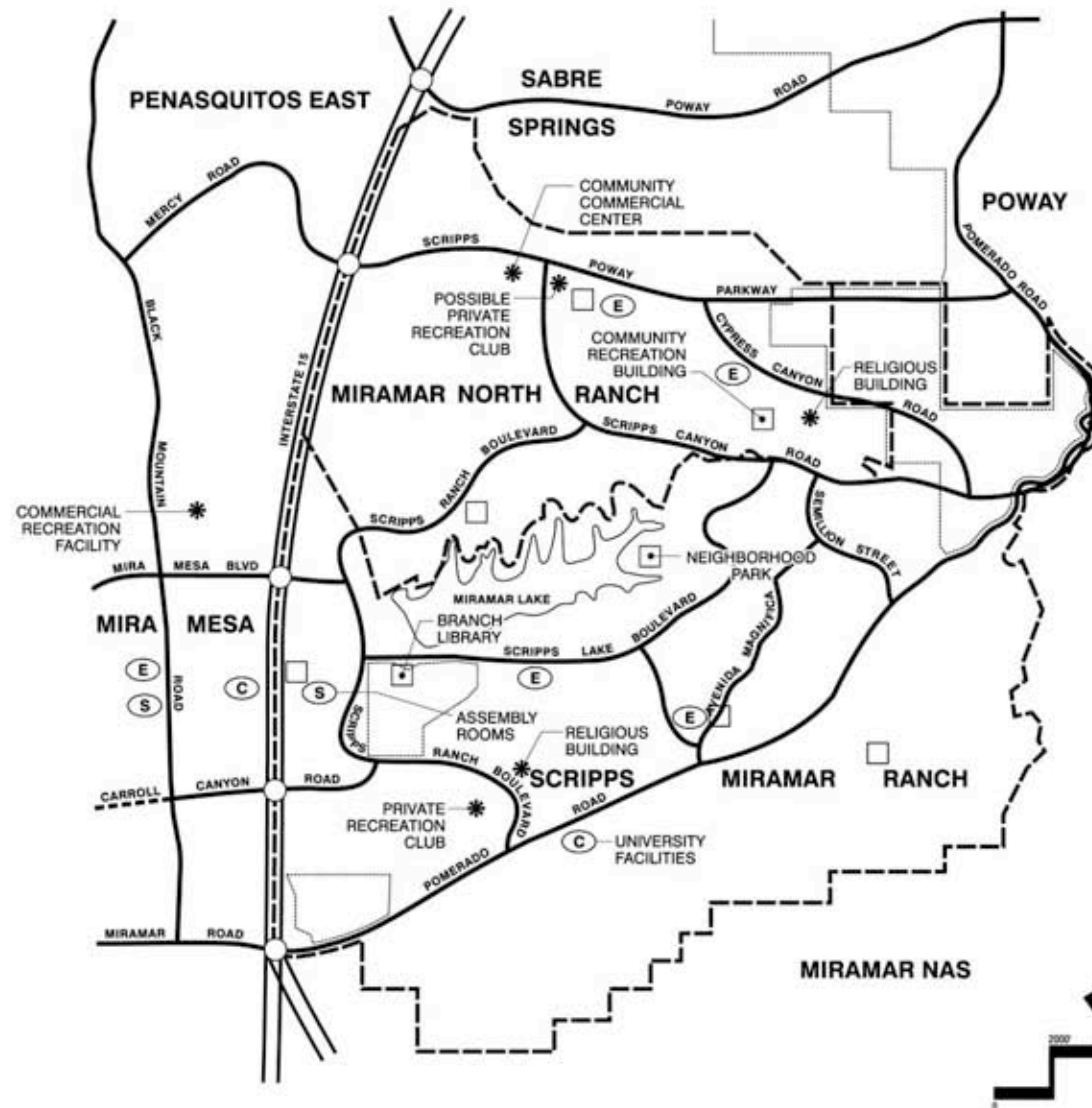 SABRE
SPRINGS
PENASQUITOS EAST
POWAY
ROAD
MERCY
ROAD
COMMUNITY
COMMERCIAL
CENTER
POWAY
POMERADO ROAD
SCRIPPS
POWAY
PARKWAY
BLACK
MOUNTAIN
ROAD
INTERSTATE 15
POSSIBLE
PRIVATE
RECREATION
CLUB
E
COMMUNITY
RECREATION
BUILDING
CYPRESS
CANYON
ROAD
E
RELIGIOUS
BUILDING
MIRAMAR NORTH RANCH
SCRIPPS
CANYON
ROAD
SCRIPPS
RANCH
BOULEVARD
COMMERCIAL
RECREATION
FACILITY
SEMILLION
STREET
NEIGHBORHOOD
PARK
MIRA MESA BLVD
MIRAMAR LAKE
MIRA MESA
BRANCH
LIBRARY
SCRIPPS LAKE BOULEVARD
AVENIDA MAGNIFICA
E
S
C
S
E
E
ASSEMBLY
ROOMS
RELIGIOUS
BUILDING
SCRIPPS
RANCH
BOULEVARD
SCRIPPS MIRAMAR RANCH
CARROLL CANYON ROAD
PRIVATE
RECREATION
CLUB
POMERADO
ROAD
C
UNIVERSITY
FACILITIES
MIRAMAR ROAD
MIRAMAR NAS
2000'
0